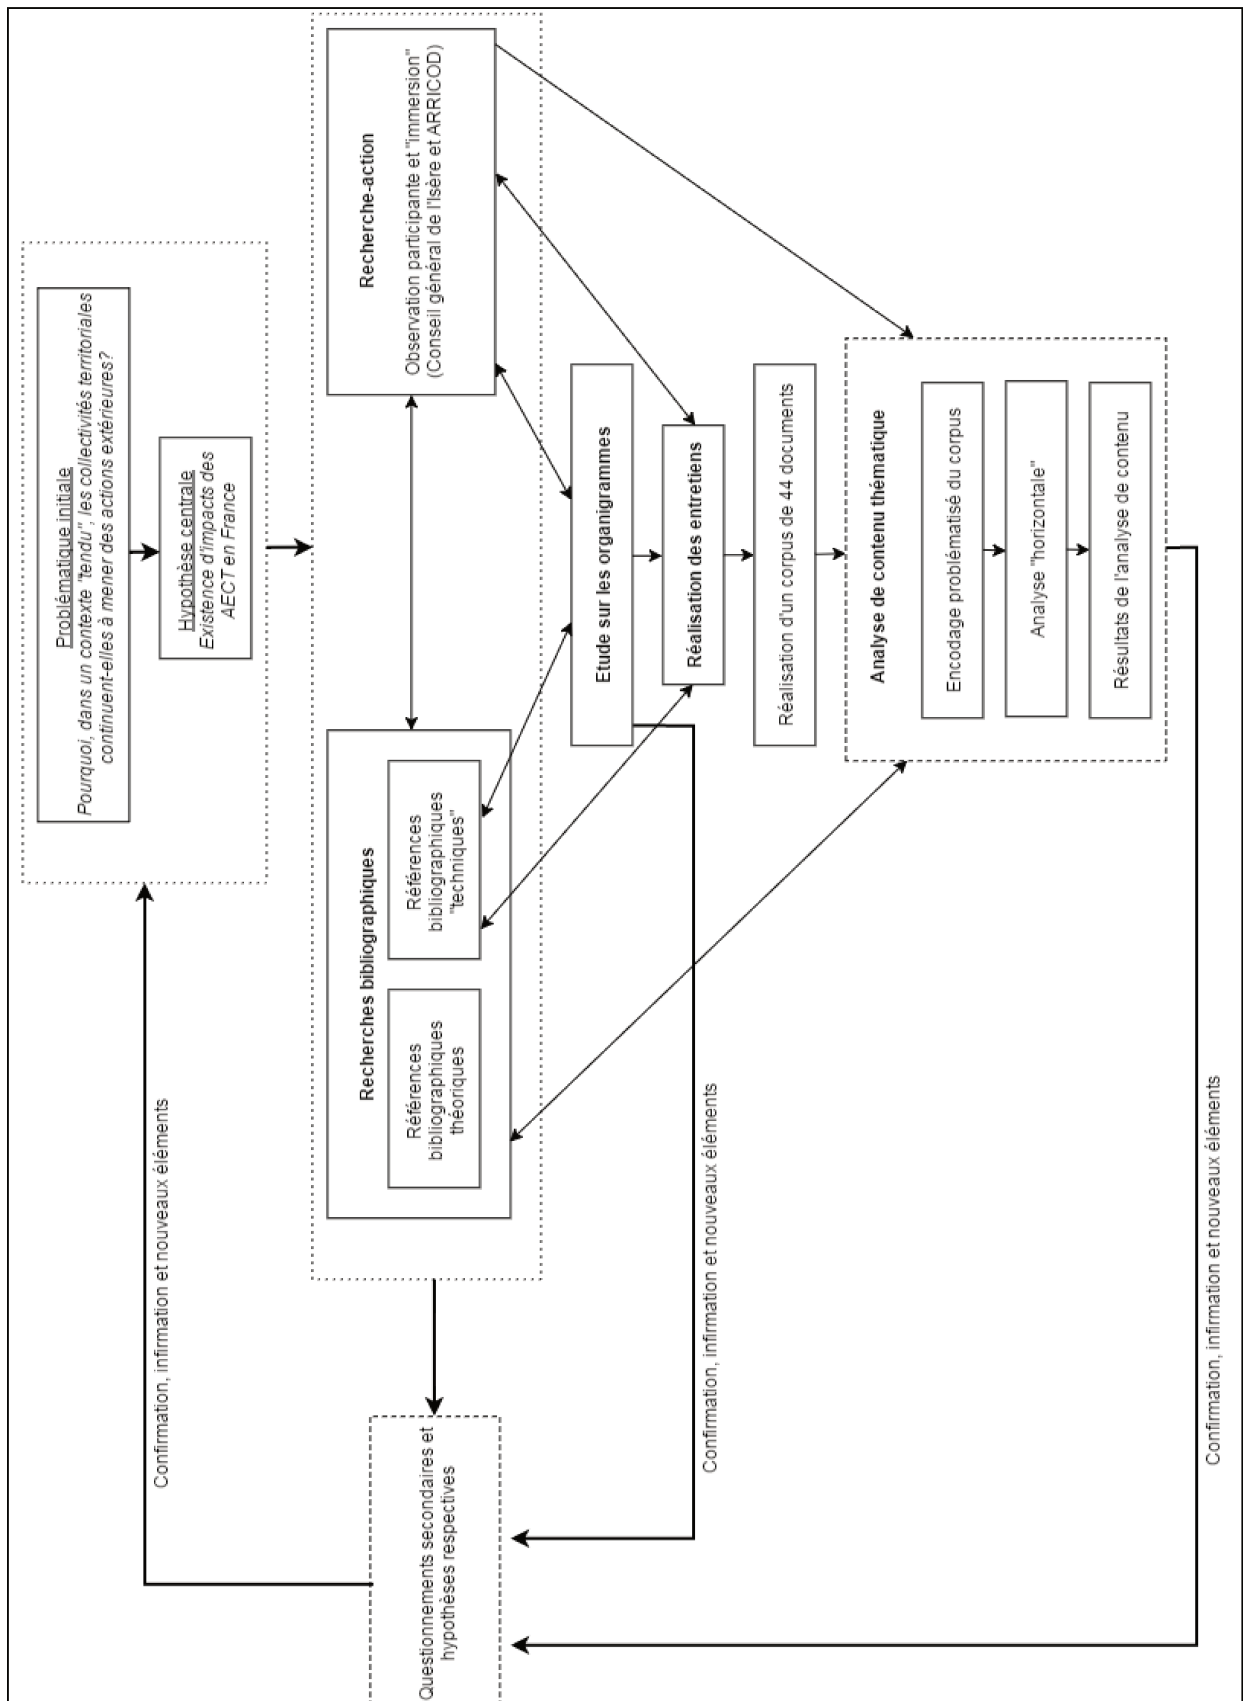 Problématique initiale
Pourquoi, dans un contexte "tendu", les collectivités territoriales
continuent-elles à mener des actions extérieures?
Hypothèse centrale
Existence d'impacts des
AECT en France
Recherche-action
Observation participante et "immersion"
(Conseil général de l'Isère et ARRICOD)
Recherches bibliographiques
Références
bibliographiques
théoriques
Références
bibliographiques
"techniques"
Etude sur les organigrammes
Réalisation des entretiens
Réalisation d'un corpus de 44 documents
Analyse de contenu thématique
Encodage problématisé du corpus
Analyse "horizontale"
Résultats de l'analyse de contenu
Questionnements secondaires et
hypothèses respectives
Confirmation, infirmation et nouveaux éléments
Confirmation, infirmation et nouveaux éléments
Confirmation, infirmation et nouveaux éléments